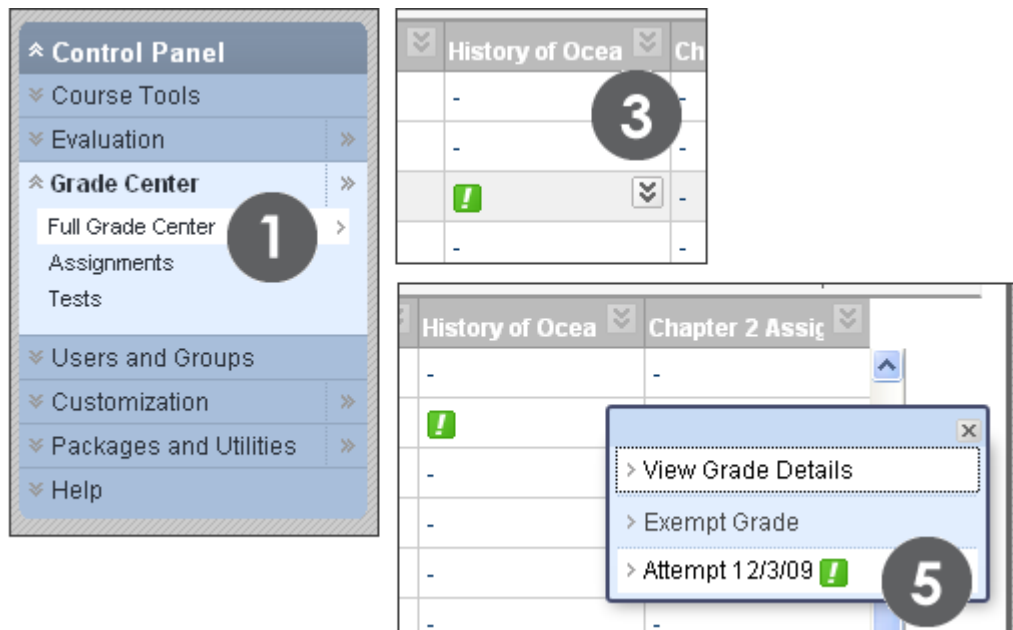 Control Panel
Course Tools
Evaluation
Grade Center
Full Grade Center
1
Assignments
Tests
Users and Groups
Customization
Packages and Utilities
Help
History of Ocea Ch
- -
3
- -
! -
- -
History of Ocea Chapter 2 Assig
- -
!
-
-
-
- -
View Grade Details
Exempt Grade
Attempt 12/3/09 !
5